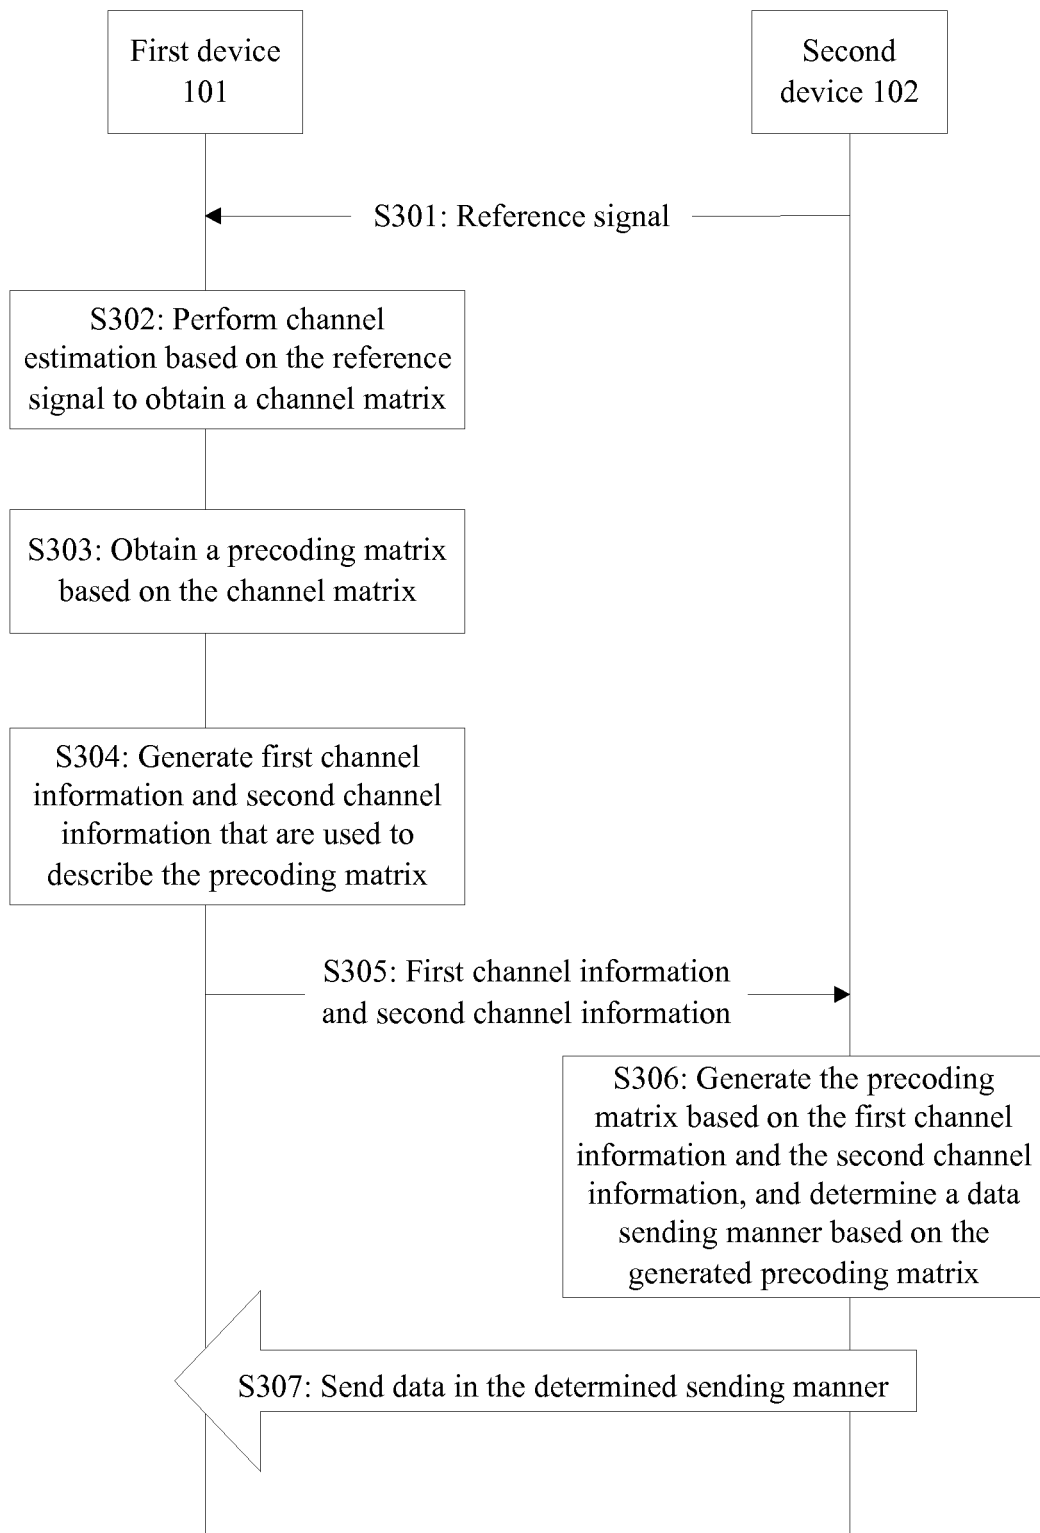 First device
101
Second
device 102
S301: Reference signal
S302: Perform channel
estimation based on the reference
signal to obtain a channel matrix
S303: Obtain a precoding matrix
based on the channel matrix
S304: Generate first channel
information and second channel
information that are used to
describe the precoding matrix
S305: First channel information
and second channel information
S306: Generate the precoding
matrix based on the first channel
information and the second channel
information, and determine a data
sending manner based on the
generated precoding matrix
S307: Send data in the determined sending manner